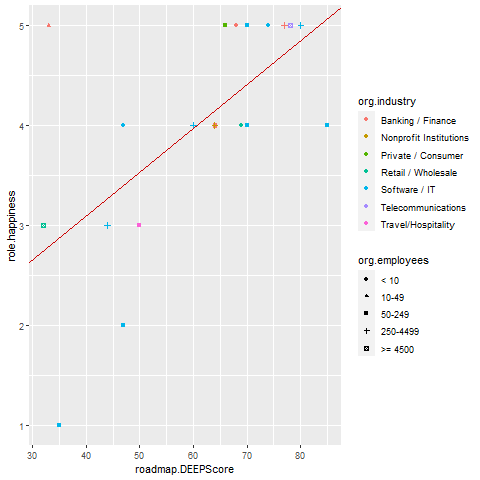 5
4
3
2
1
role.happiness
30
40
50
60
70
80
roadmap.DEEPScore
org.industry
Banking / Finance
Nonprofit Institutions
Private / Consumer
Retail / Wholesale
Software / IT
Telecommunications
Travel/Hospitality
org.employees
< 10
10-49
50-249
250-4499
>= 4500